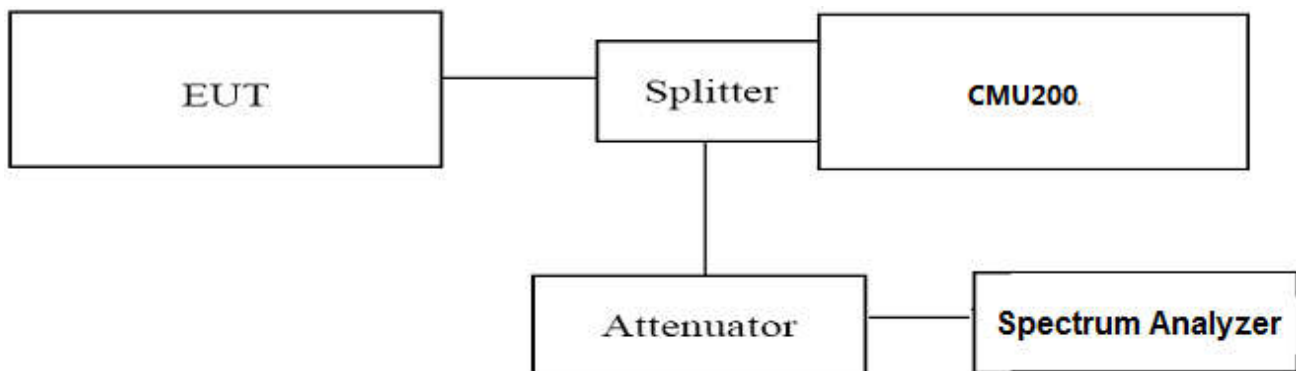 EUT
Splitter
CMU200.
Attenuator
Spectrum Analyzer